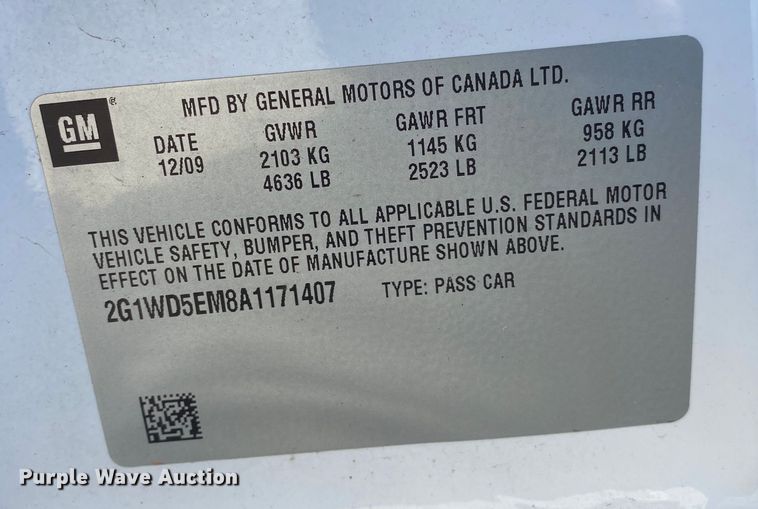 GM®
MFD BY GENERAL MOTORS OF CANADA LTD.
DATE GVWR GAWR FRT GAWR RR
12/09 2103 KG 1145 KG 958 KG
4636 LB 2523 LB 2113 LB
THIS VEHICLE CONFORMS TO ALL APPLICABLE U.S. FEDERAL MOTOR
VEHICLE SAFETY, BUMPER, AND THEFT PREVENTION STANDARDS IN
EFFECT ON THE DATE OF MANUFACTURE SHOWN ABOVE.
2G1WD5EM8A1171407 TYPE: PASS CAR
Purple Wave Auction